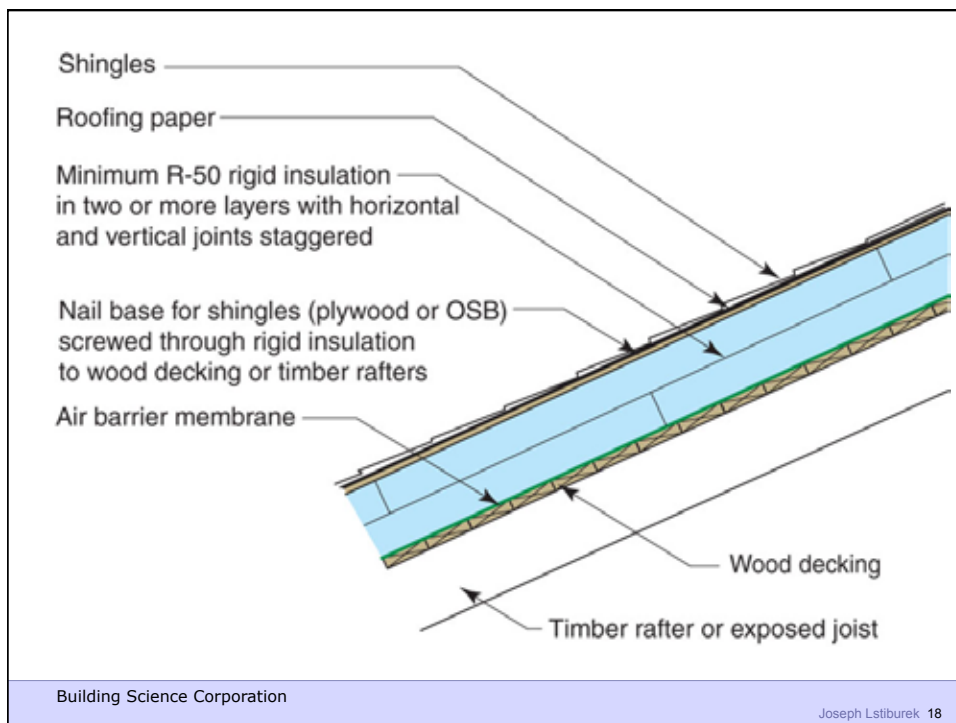 Shingles
Roofing paper
Minimum R-50 rigid insulation
in two or more layers with horizontal
and vertical joints staggered
Nail base for shingles (plywood or OSB)
screwed through rigid insulation
to wood decking or timber rafters
Air barrier membrane
Wood decking
Timber rafter or exposed joist
Building Science Corporation
Joseph Lstiburek 18